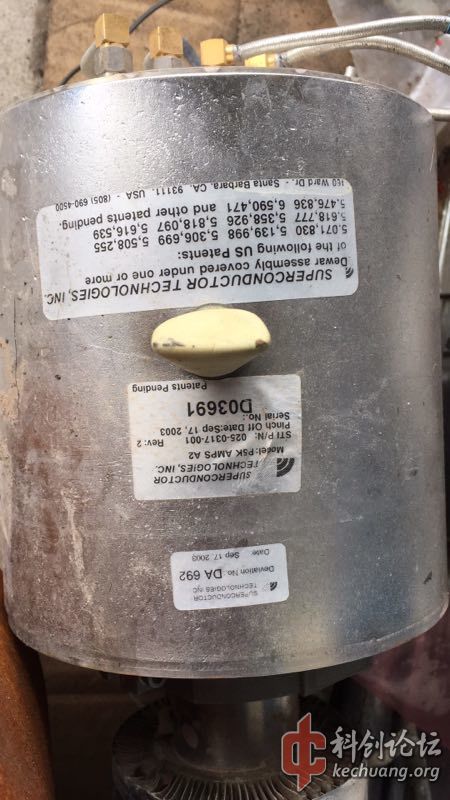 SUPERCONDUCTOR TECHNOLOGIES, INC.
Dewar assembly covered under one or more
of the following US Patents:
5,071,830 5,139,998 5,306,699 5,508,255
5,618,777 5,358,926 5,818,097 5,616,539
5,476,836 6,590,471 and other patents pending.
460 Ward Dr. - Santa Barbara, CA. 93111. USA - (805) 690-4500
SUPERCONDUCTOR
TECHNOLOGIES, INC.
Model: P5K AMPS A2
STI P/N: 025-0317-001 Rev: 2
Pinch Off Date: Sep 17, 2003
Serial No.:
D03691
Patents Pending
SUPERCONDUCTOR
TECHNOLOGIES INC
Deviation No.: DA 692
Date Sep 17, 2003
科创论坛
kechuang.org